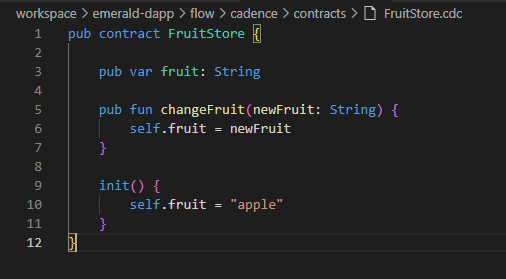 workspace > emerald-dapp > flow > cadence > contracts > FruitStore.cdc
1 pub contract FruitStore {
2
3     pub var fruit: String
4
5     pub fun changeFruit(newFruit: String) {
6         self.fruit = newFruit
7     }
8
9     init() {
10         self.fruit = "apple"
11     }
12 }